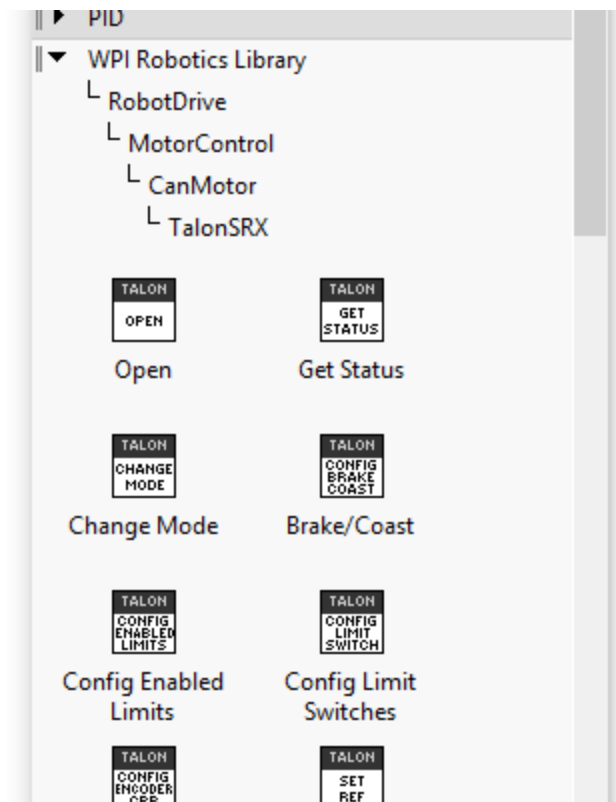 PID
WPI Robotics Library
RobotDrive
MotorControl
CanMotor
TalonSRX
TALON
OPEN
Open
TALON
GET
STATUS
Get Status
TALON
CHANGE
MODE
Change Mode
TALON
CONFIG
BRAKE
COAST
Brake/Coast
TALON
CONFIG
ENABLED
LIMITS
Config Enabled
Limits
TALON
CONFIG
LIMIT
SWITCH
Config Limit
Switches
TALON
CONFIG
ENCODER
TALON
SET
REF